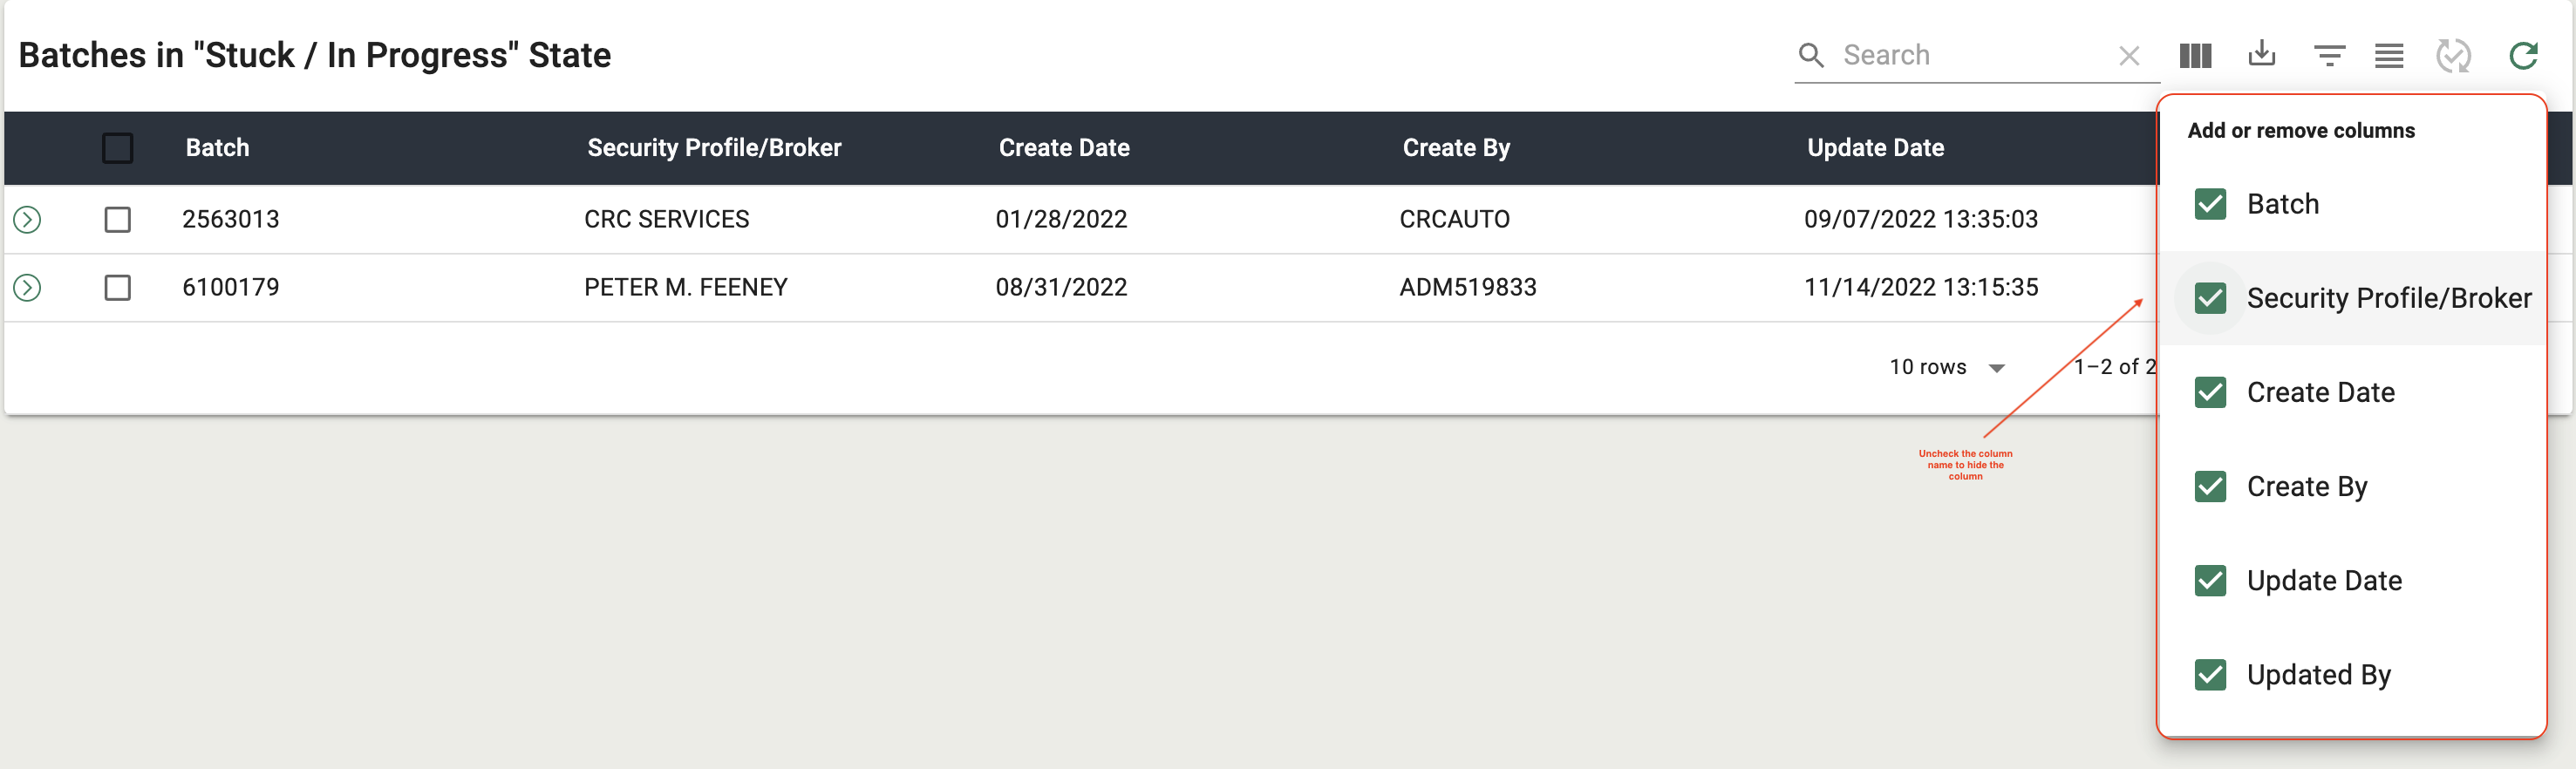 Batches in "Stuck / In Progress" State
Search
Add or remove columns
Batch Security Profile/Broker Create Date Create By Update Date
2563013 CRC SERVICES 01/28/2022 CRCAUTO 09/07/2022 13:35:03
6100179 PETER M. FEENEY 08/31/2022 ADM519833 11/14/2022 13:15:35
10 rows 1–2 of 2
Uncheck the column
name to hide the
column
Batch
Security Profile/Broker
Create Date
Create By
Update Date
Updated By